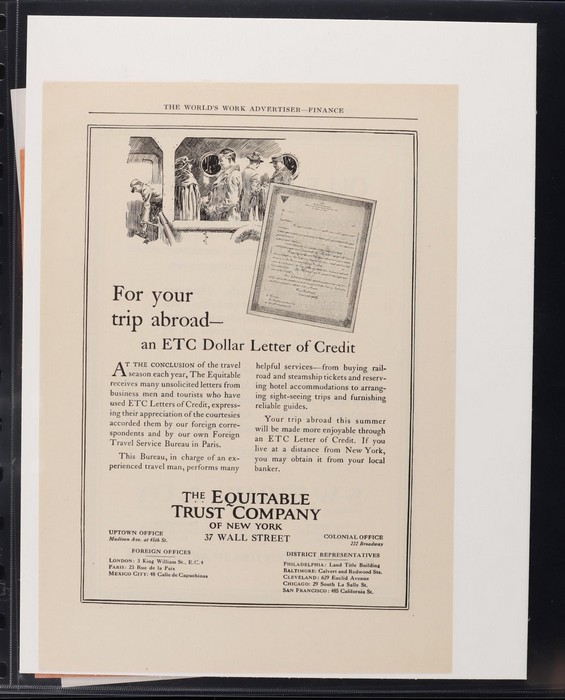 THE WORLD'S WORK ADVERTISER—FINANCE
For your
trip abroad—
an ETC Dollar Letter of Credit
AT THE CONCLUSION of the travel
season each year, The Equitable
receives many unsolicited letters from
business men and tourists who have
used ETC Letters of Credit, express-
ing their appreciation of the courtesies
accorded them by our foreign corre-
spondents and by our own Foreign
Travel Service Bureau in Paris.
This Bureau, in charge of an ex-
perienced travel man, performs many
helpful services—from buying rail-
road and steamship tickets and reserv-
ing hotel accommodations to arrang-
ing sight-seeing trips and furnishing
reliable guides.
Your trip abroad this summer
will be made more enjoyable through
an ETC Letter of Credit. If you
live at a distance from New York,
you may obtain it from your local
banker.
THE EQUITABLE
TRUST COMPANY
OF NEW YORK
37 WALL STREET
UPTOWN OFFICE
Madison Ave. at 45th St.
COLONIAL OFFICE
222 Broadway
FOREIGN OFFICES
LONDON: 3 King William St., E.C. 4
PARIS: 23 Rue de la Paix
MEXICO CITY: 48 Calle de Capuchinas
DISTRICT REPRESENTATIVES
PHILADELPHIA: Land Title Building
BALTIMORE: Calvert and Redwood Sts.
CLEVELAND: 629 Euclid Avenue
CHICAGO: 29 South La Salle St.
SAN FRANCISCO: 485 California St.